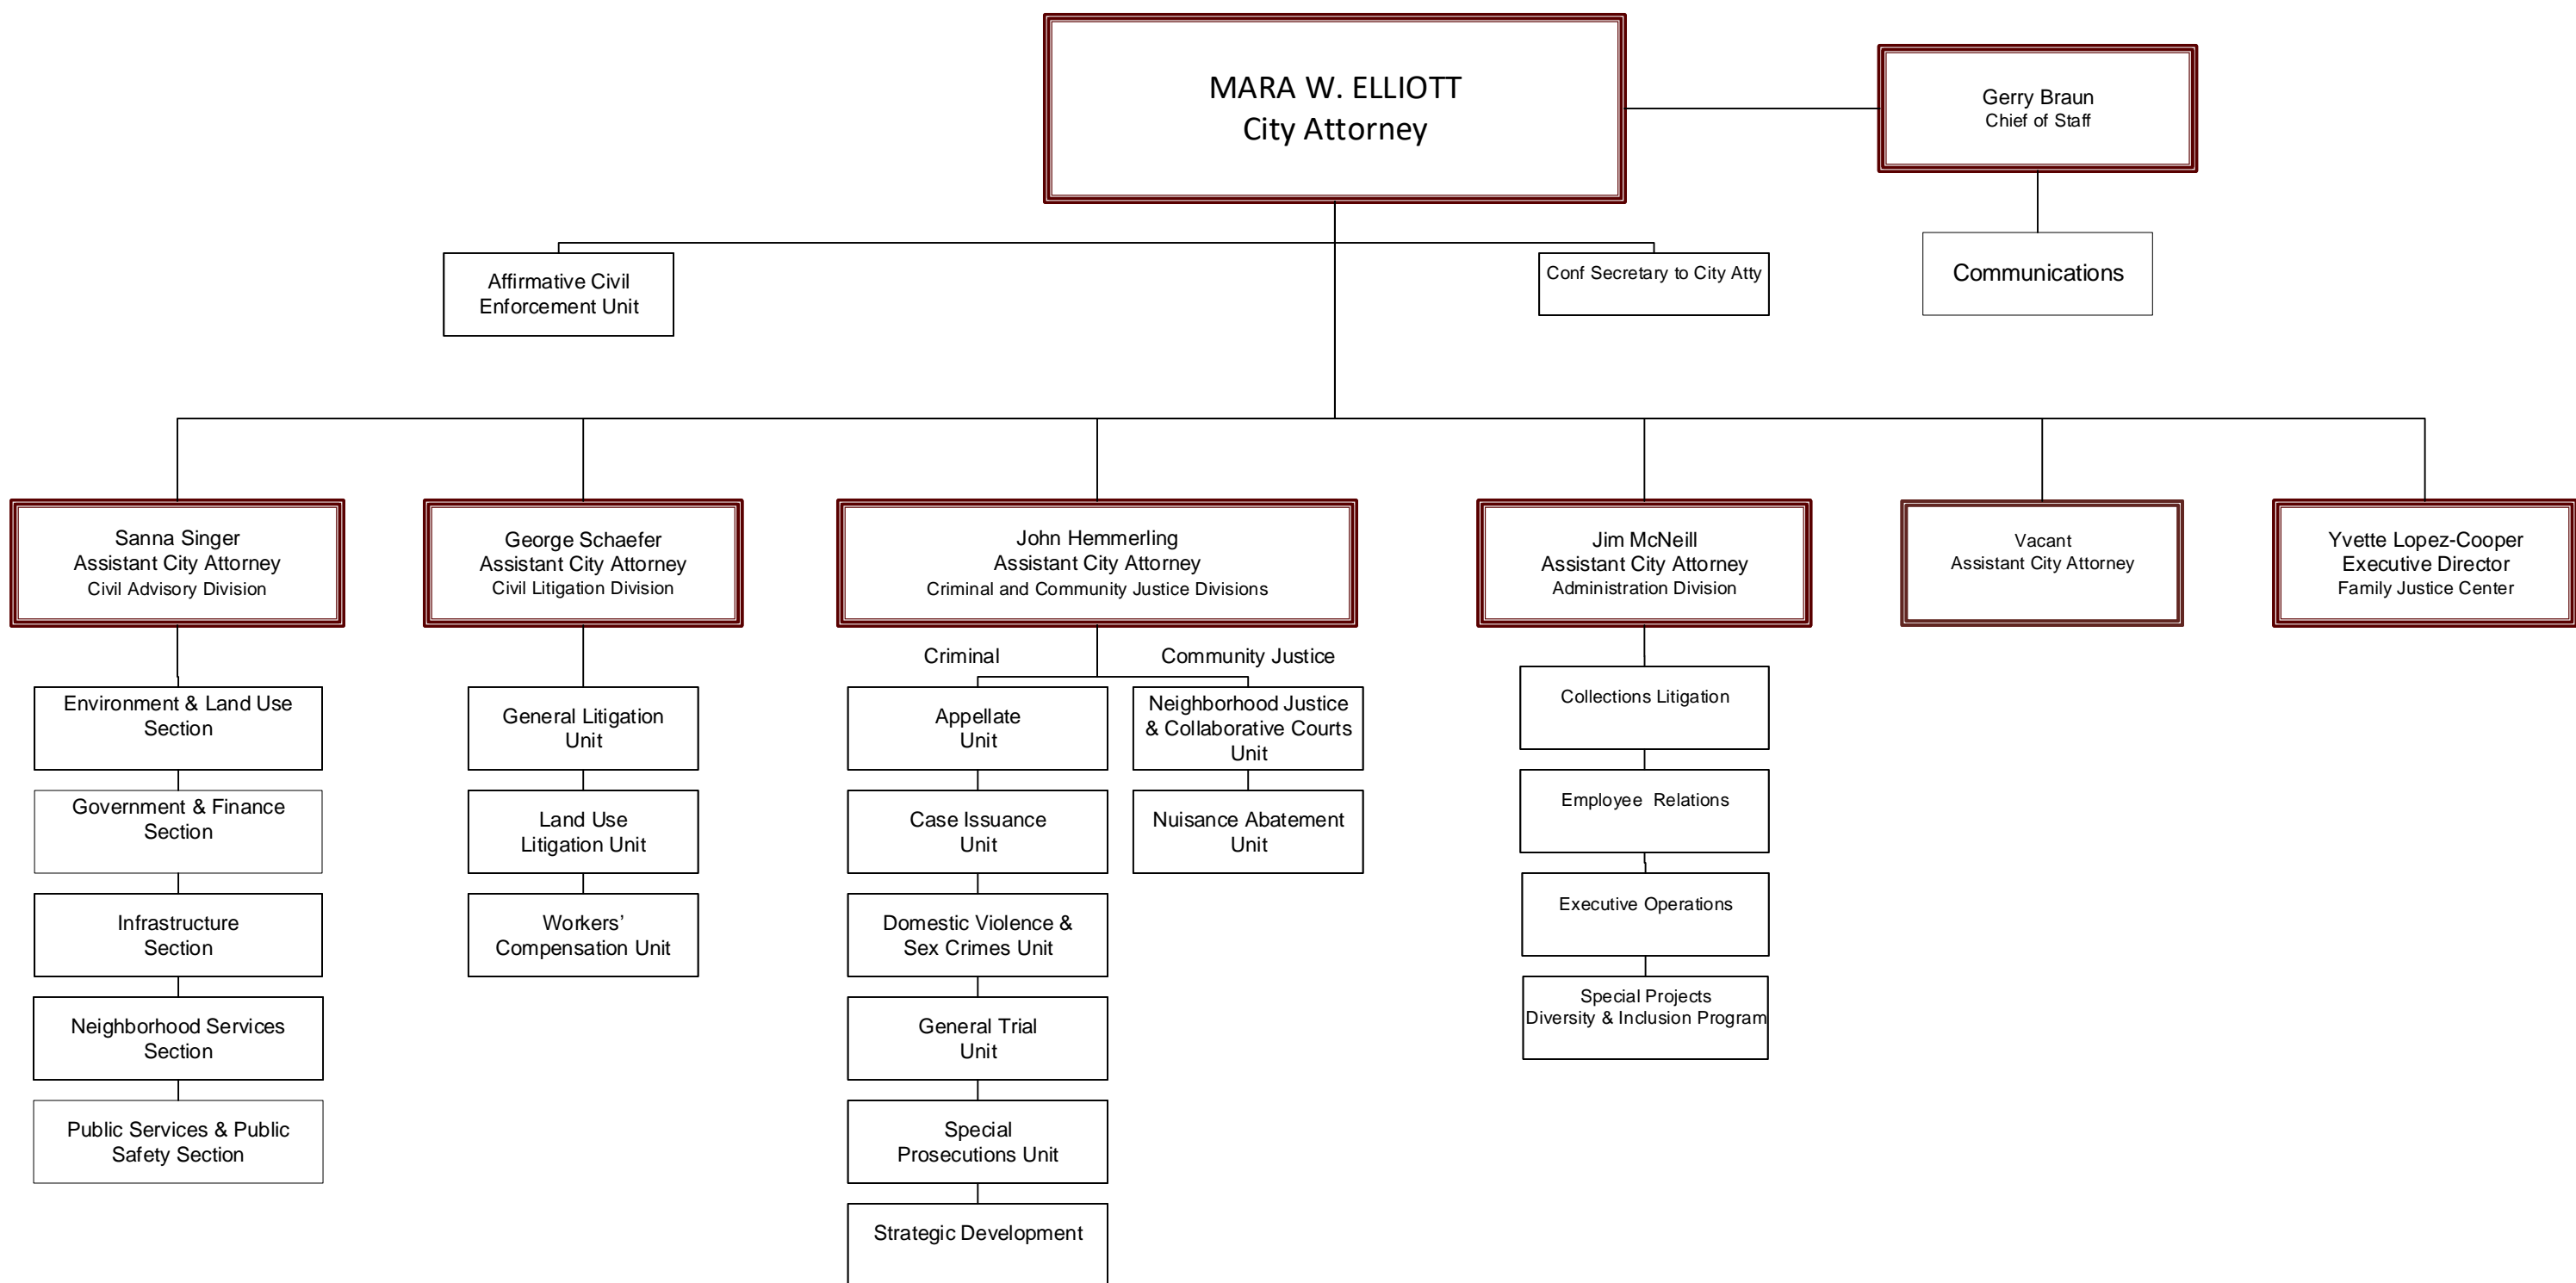 MARA W. ELLIOTT
City Attorney
Gerry Braun
Chief of Staff
Affirmative Civil
Enforcement Unit
Conf Secretary to City Atty
Communications
Sanna Singer
Assistant City Attorney
Civil Advisory Division
George Schaefer
Assistant City Attorney
Civil Litigation Division
John Hemmerling
Assistant City Attorney
Criminal and Community Justice Divisions
Jim McNeill
Assistant City Attorney
Administration Division
Vacant
Assistant City Attorney
Yvette Lopez-Cooper
Executive Director
Family Justice Center
Environment & Land Use
Section
Government & Finance
Section
Infrastructure
Section
Neighborhood Services
Section
Public Services & Public
Safety Section
General Litigation
Unit
Land Use
Litigation Unit
Workers’
Compensation Unit
Criminal
Appellate
Unit
Case Issuance
Unit
Domestic Violence &
Sex Crimes Unit
General Trial
Unit
Special
Prosecutions Unit
Strategic Development
Community Justice
Neighborhood Justice
& Collaborative Courts
Unit
Nuisance Abatement
Unit
Collections Litigation
Employee  Relations
Executive Operations
Special Projects
Diversity & Inclusion Program